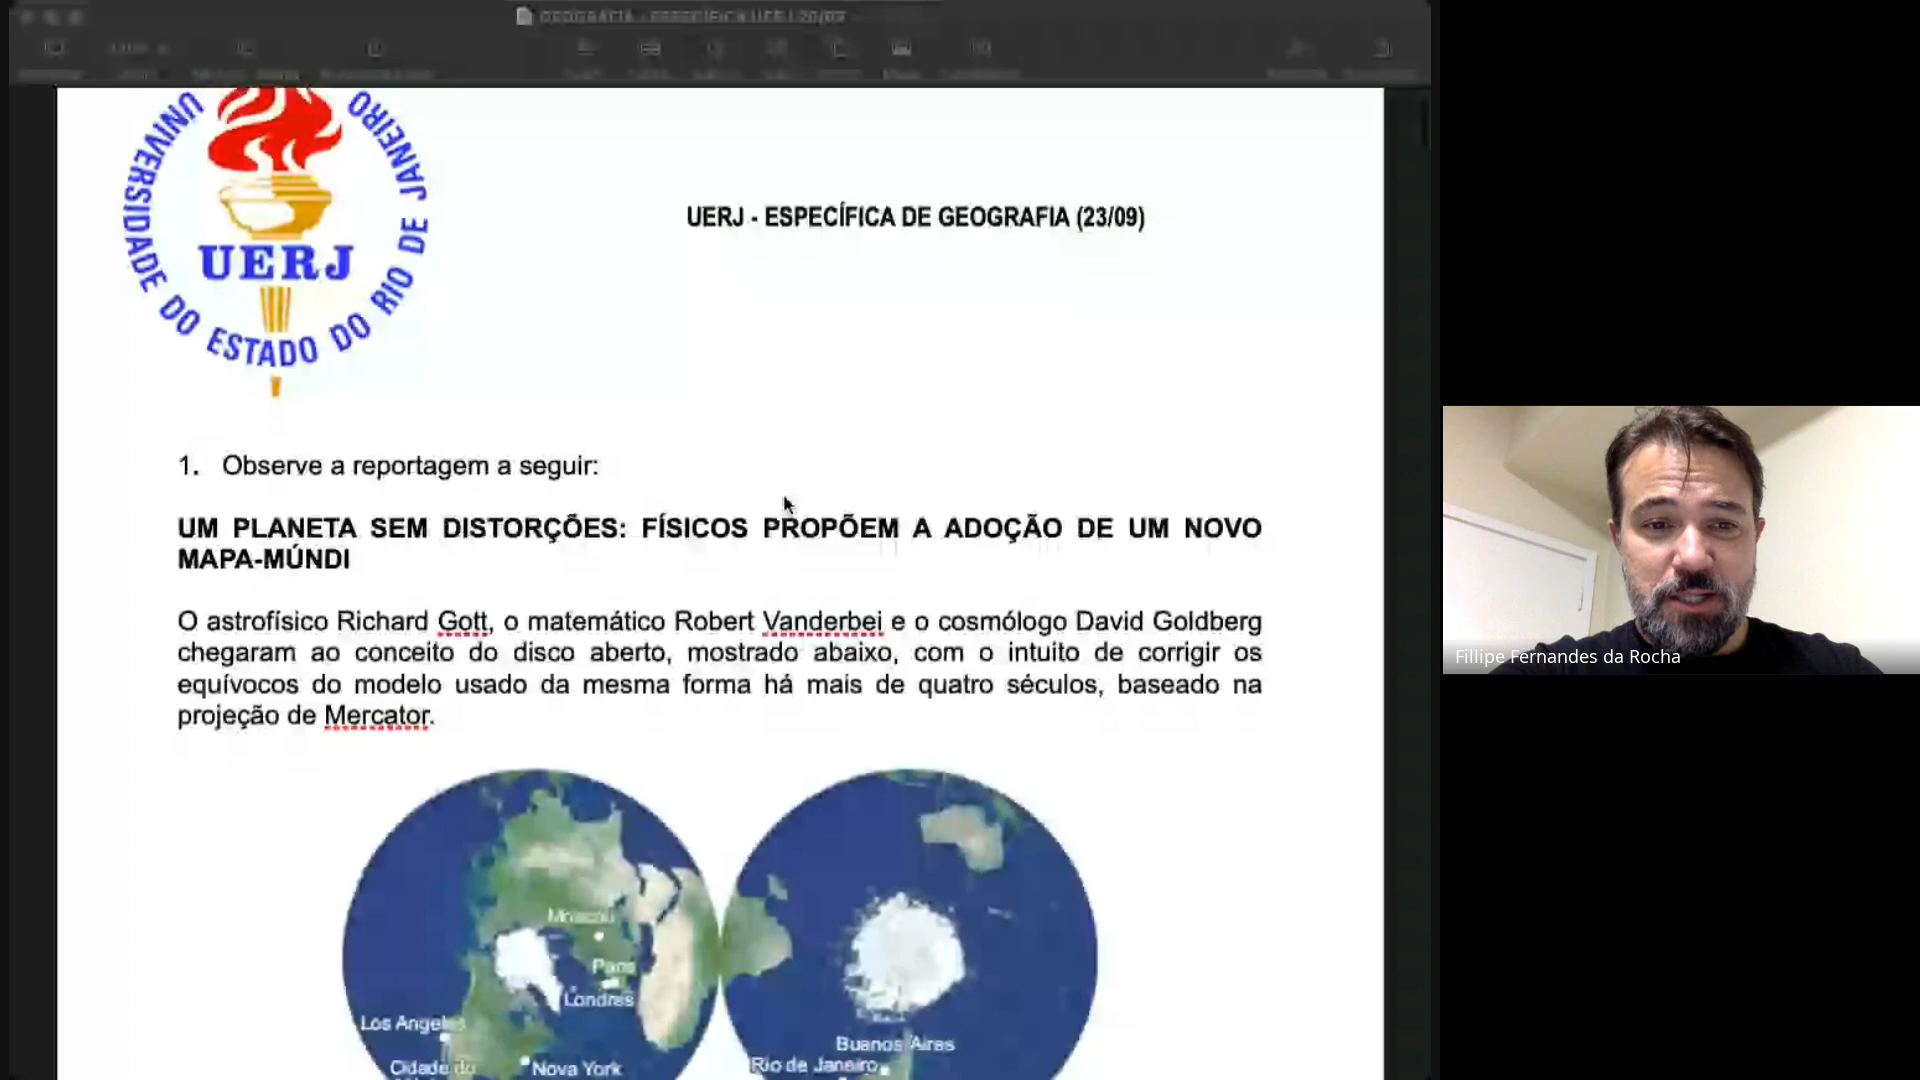 UNIVERSIDADE DO ESTADO DO RIO DE JANEIRO
UERJ
UERJ - ESPECÍFICA DE GEOGRAFIA (23/09)
1. Observe a reportagem a seguir:
UM PLANETA SEM DISTORÇÕES: FÍSICOS PROPÕEM A ADOÇÃO DE UM NOVO
MAPA-MÚNDI
O astrofísico Richard Gott, o matemático Robert Vanderbei e o cosmólogo David Goldberg
chegaram ao conceito do disco aberto, mostrado abaixo, com o intuito de corrigir os
equívocos do modelo usado da mesma forma há mais de quatro séculos, baseado na
projeção de Mercator.
Moscou
Paris
Londres
Los Angeles
Cidade do
Nova York
Buenos Aires
Rio de Janeiro
Fillipe Fernandes da Rocha